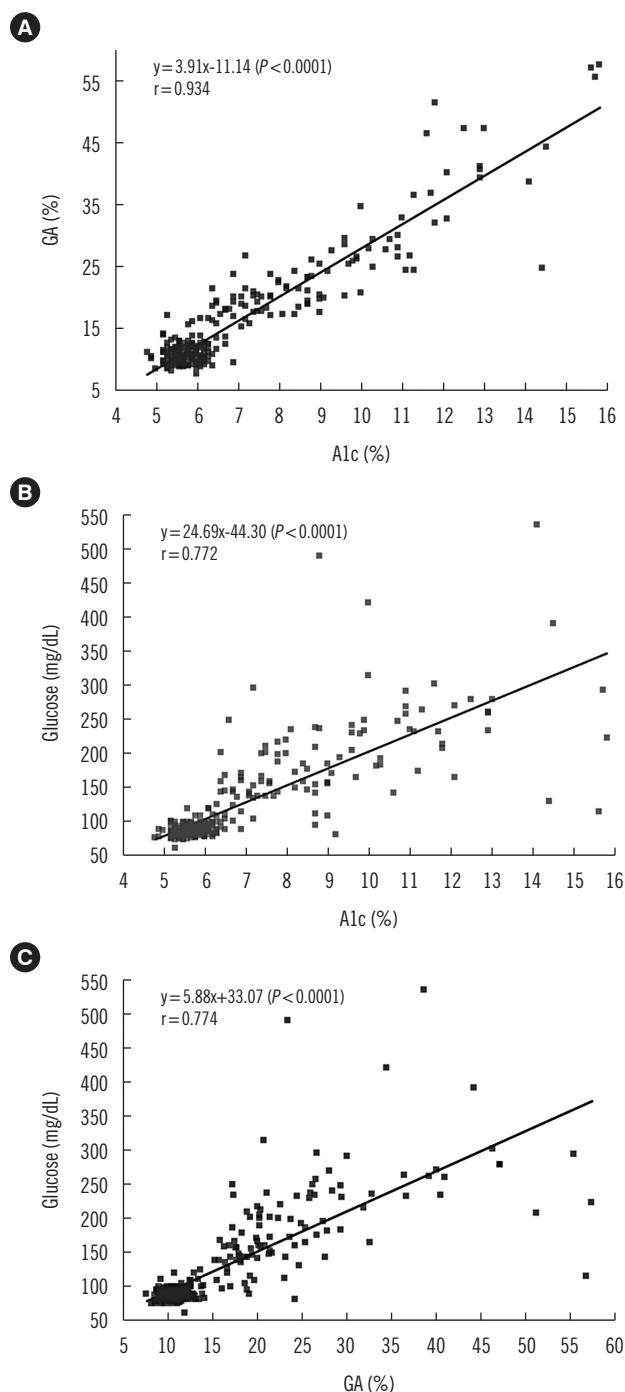 A
y=3.91x-11.14 (P<0.0001)
r=0.934
55
45
35
25
15
5
GA (%)
4 5 6 7 8 9 10 11 12 13 14 15 16
A1c (%)
B
y=24.69x-44.30 (P<0.0001)
r=0.772
550
500
450
400
350
300
250
200
150
100
50
Glucose (mg/dL)
4 5 6 7 8 9 10 11 12 13 14 15 16
A1c (%)
C
y=5.88x+33.07 (P<0.0001)
r=0.774
550
500
450
400
350
300
250
200
150
100
50
Glucose (mg/dL)
5 10 15 20 25 30 35 40 45 50 55 60
GA (%)